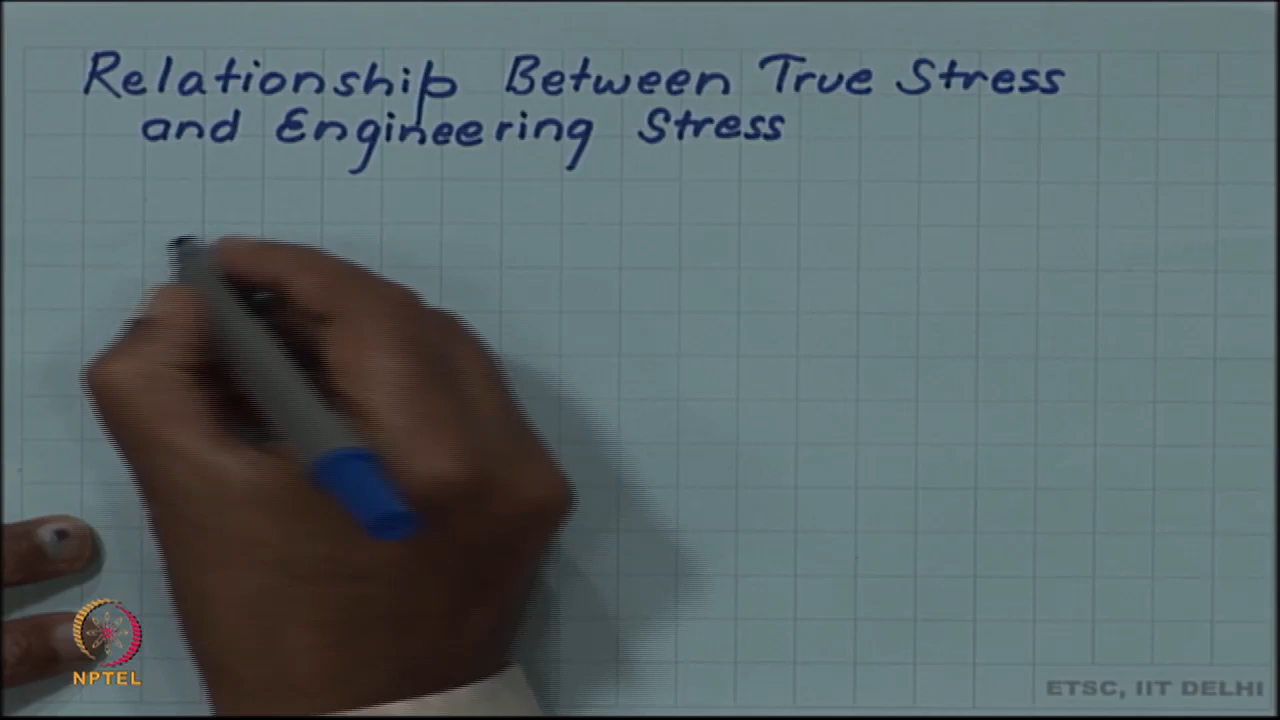 Relationship Between True Stress
and Engineering Stress
NPTEL
ETSC, IIT DELHI